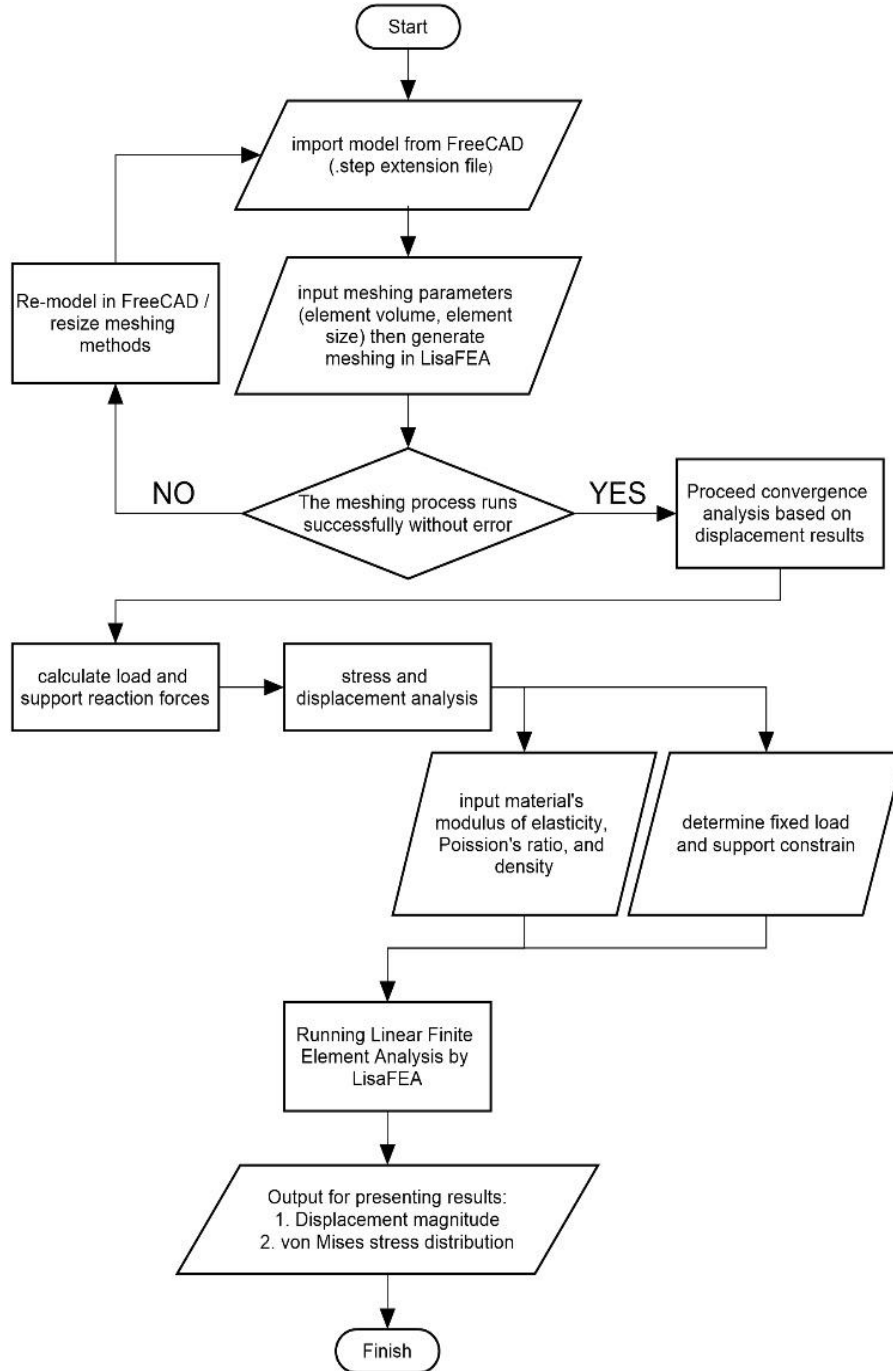 Start
import model from FreeCAD
(.step extension file)
Re-model in FreeCAD /
resize meshing
methods
input meshing parameters
(element volume, element
size) then generate
meshing in LisaFEA
NO
The meshing process runs
successfully without error
YES
Proceed convergence
analysis based on
displacement results
calculate load and
support reaction forces
stress and
displacement analysis
input material's
modulus of elasticity,
Poission's ratio, and
density
determine fixed load
and support constrain
Running Linear Finite
Element Analysis by
LisaFEA
Output for presenting results:
1. Displacement magnitude
2. von Mises stress distribution
Finish